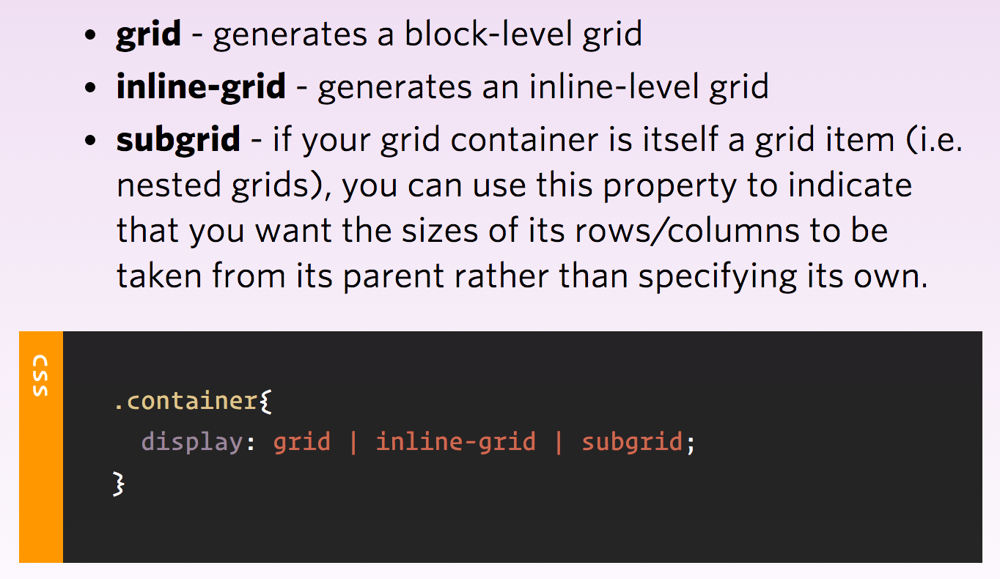 • grid - generates a block-level grid
• inline-grid - generates an inline-level grid
• subgrid - if your grid container is itself a grid item (i.e.
nested grids), you can use this property to indicate
that you want the sizes of its rows/columns to be
taken from its parent rather than specifying its own.
CSS
.container{
  display: grid | inline-grid | subgrid;
}